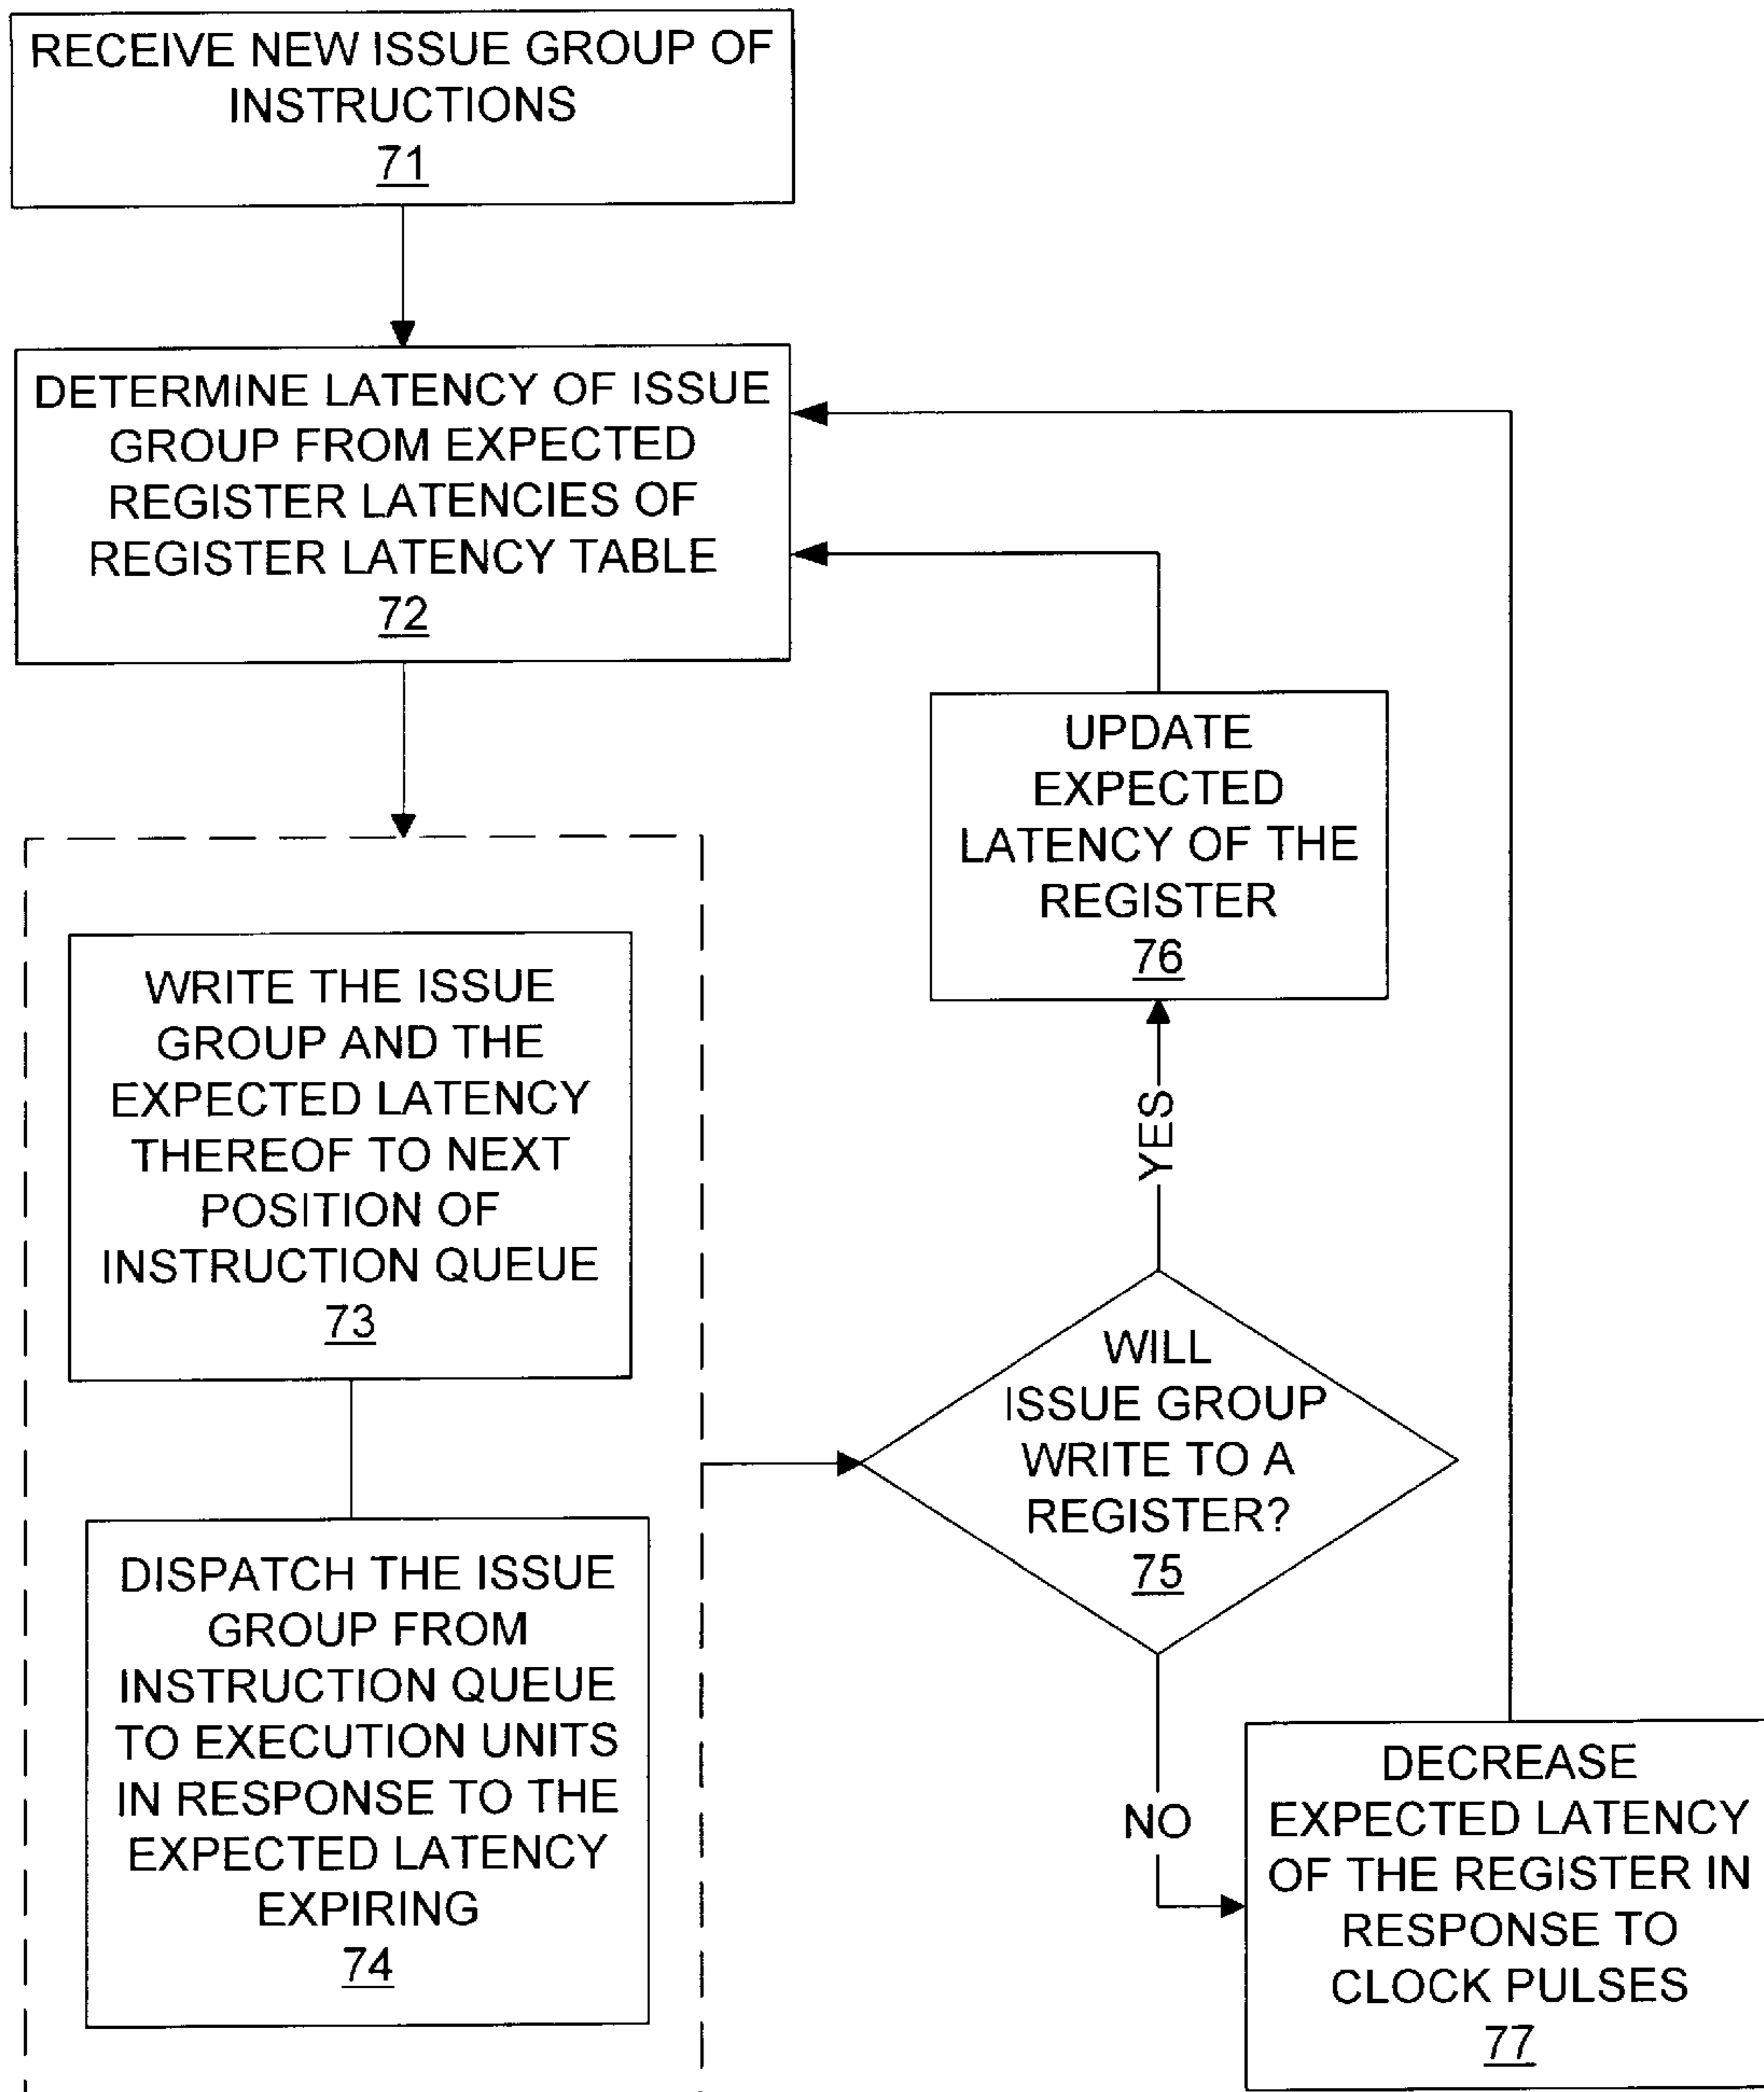 RECEIVE NEW ISSUE GROUP OF
INSTRUCTIONS
71
DETERMINE LATENCY OF ISSUE
GROUP FROM EXPECTED
REGISTER LATENCIES OF
REGISTER LATENCY TABLE
72
WRITE THE ISSUE
GROUP AND THE
EXPECTED LATENCY
THEREOF TO NEXT
POSITION OF
INSTRUCTION QUEUE
73
DISPATCH THE ISSUE
GROUP FROM
INSTRUCTION QUEUE
TO EXECUTION UNITS
IN RESPONSE TO THE
EXPECTED LATENCY
EXPIRING
74
WILL
ISSUE GROUP
WRITE TO A
REGISTER?
75
YES
UPDATE
EXPECTED
LATENCY OF THE
REGISTER
76
NO
DECREASE
EXPECTED LATENCY
OF THE REGISTER IN
RESPONSE TO
CLOCK PULSES
77